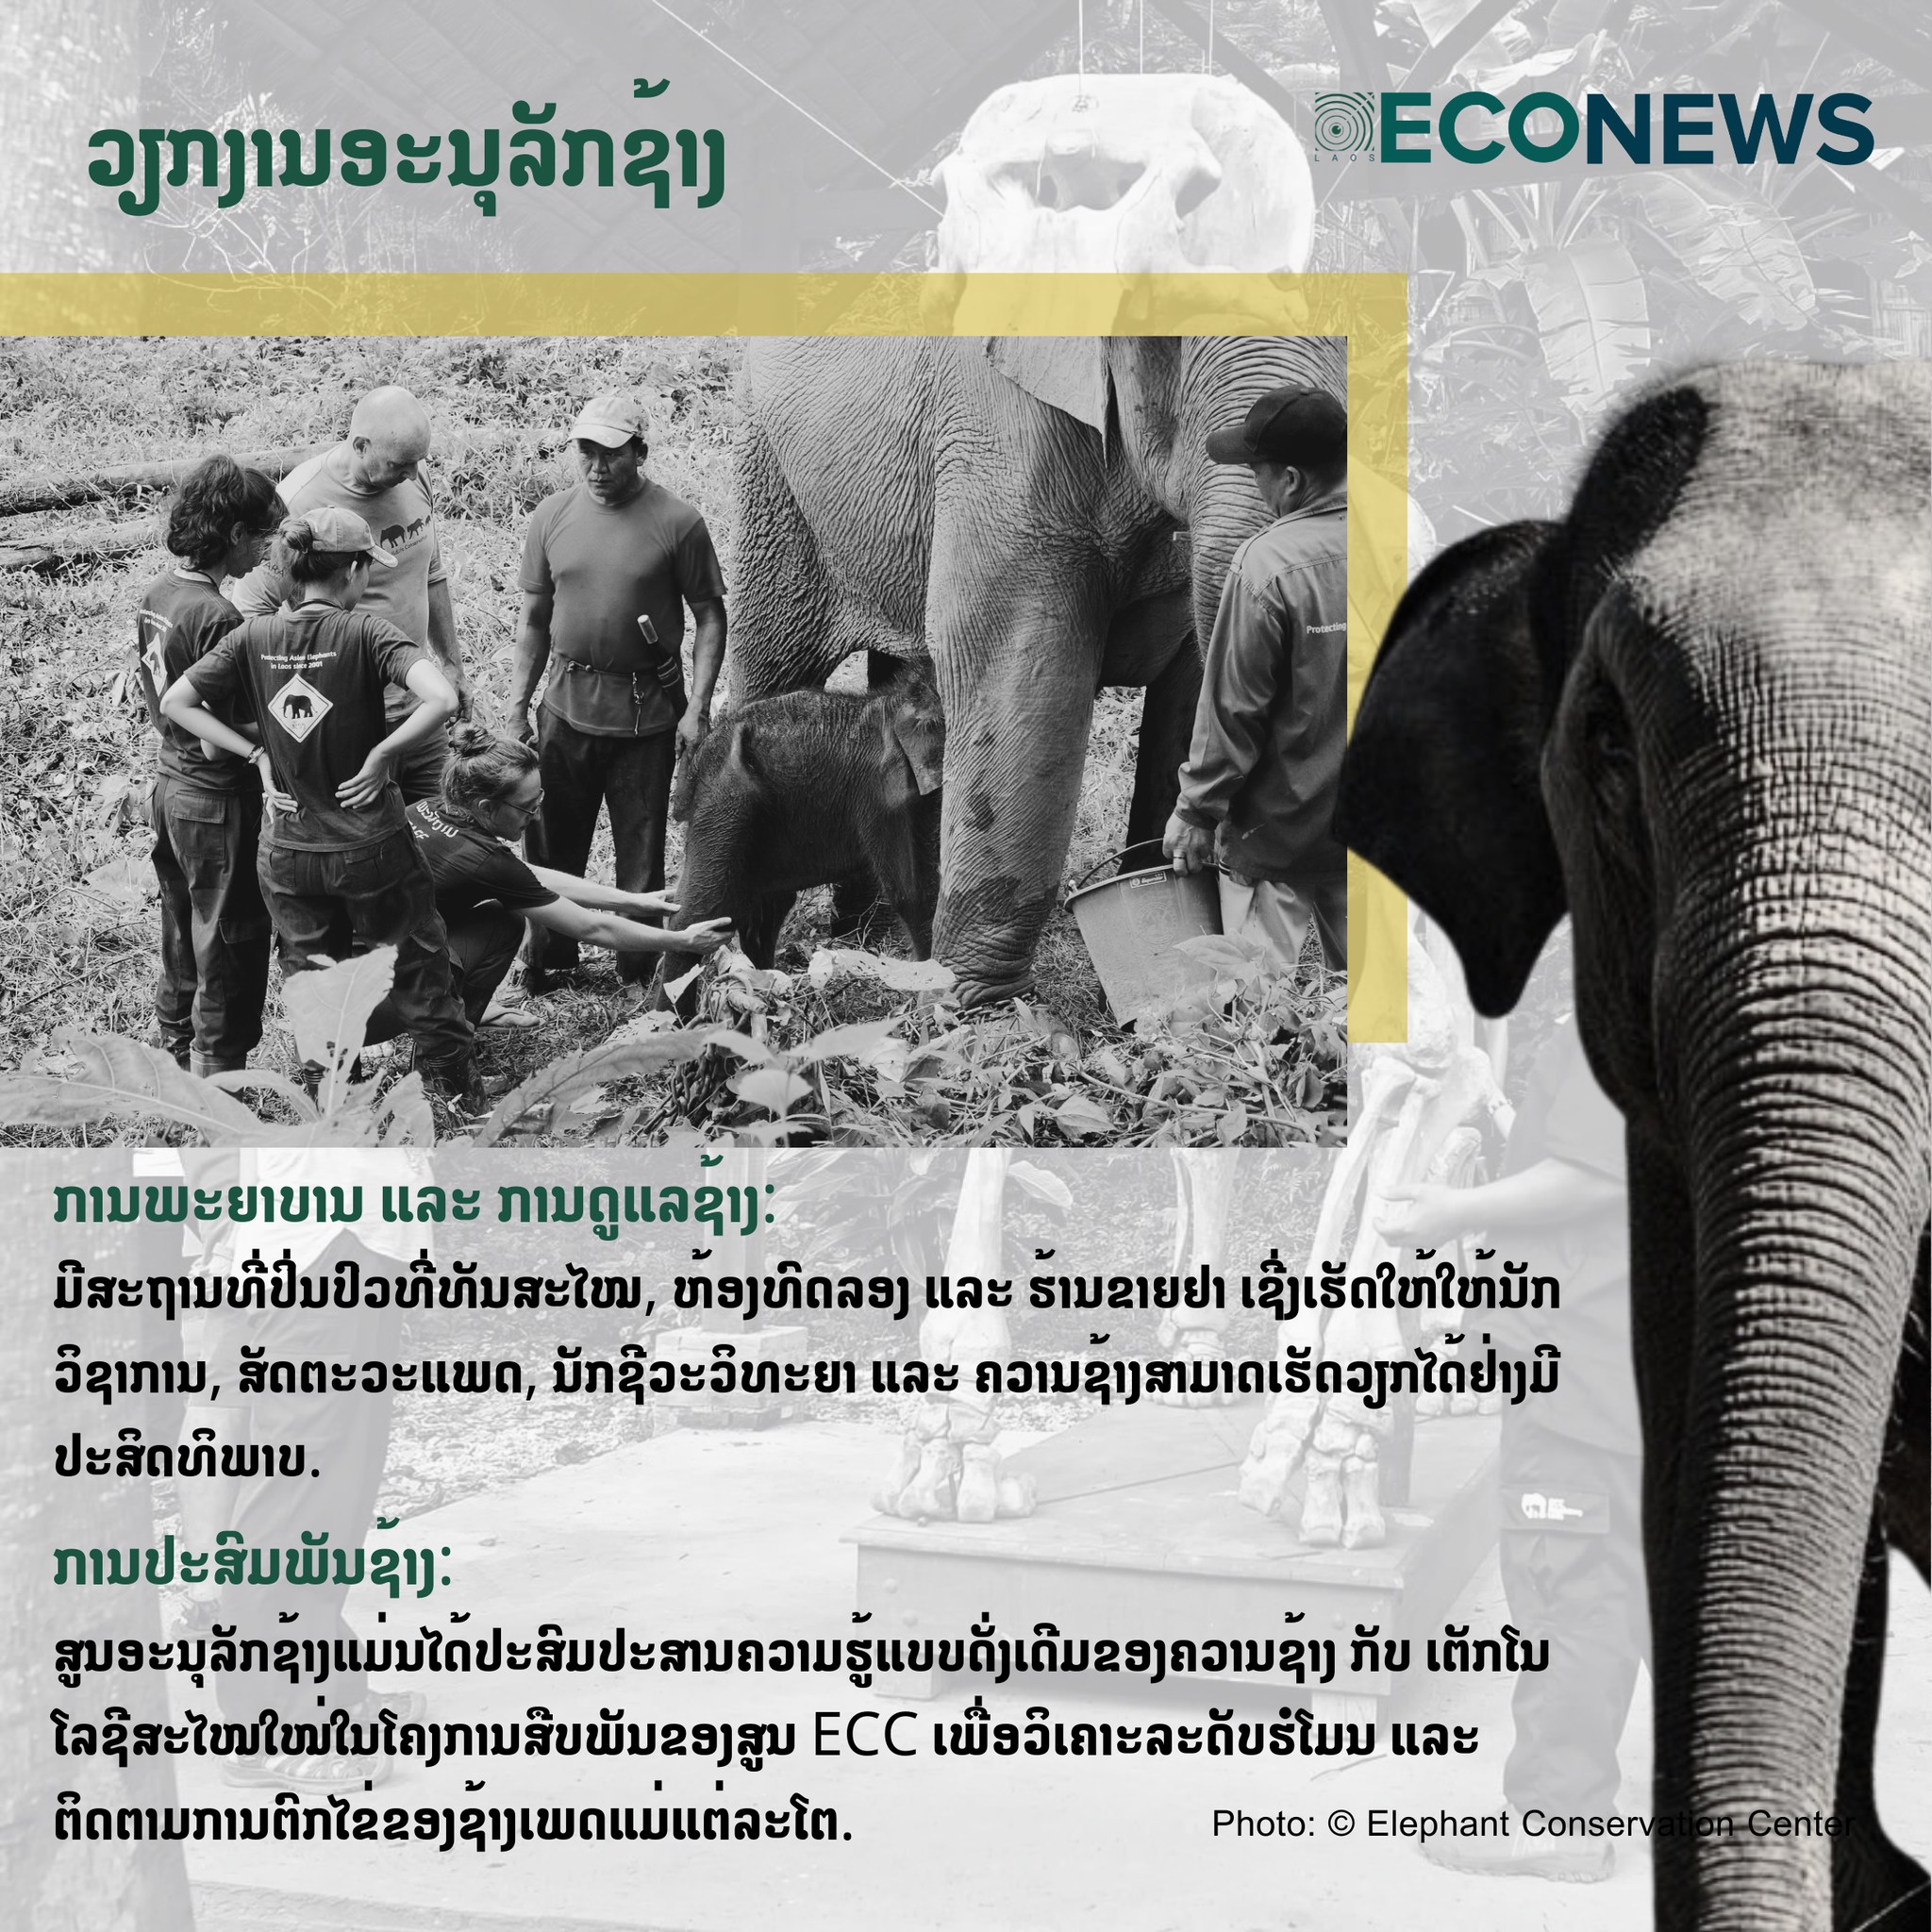 ວຽກງານອະນຸລັກຊ້າງ
LAOS
ECONEWS
Protecting Asian Elephants
in Laos since 2001
Protecting
ການພະຍາບານ ແລະ ການດູແລຊ້າງ:
ມີສະຖານທີ່ປິ່ນປົວທີ່ທັນສະໄໝ, ຫ້ອງທົດລອງ ແລະ ຮ້ານຂາຍຢາ ເຊິ່ງເຮັດໃຫ້ໃຫ້ນັກ
ວິຊາການ, ສັດຕະວະແພດ, ນັກຊີວະວິທະຍາ ແລະ ຄວານຊ້າງສາມາດເຮັດວຽກໄດ້ຢ່າງມີ
ປະສິດທິພາບ.
ການປະສົມພັນຊ້າງ:
ສູນອະນຸລັກຊ້າງແມ່ນໄດ້ປະສົມປະສານຄວາມຮູ້ແບບດັ່ງເດີມຂອງຄວານຊ້າງ ກັບ ເຕັກໂນ
ໂລຊີສະໄໝໃໝ່ໃນໂຄງການສືບພັນຂອງສູນ ECC ເພື່ອວິເຄາະລະດັບຮໍໂມນ ແລະ
ຕິດຕາມການຕົກໄຂ່ຂອງຊ້າງເພດແມ່ແຕ່ລະໂຕ.
Photo: © Elephant Conservation Center